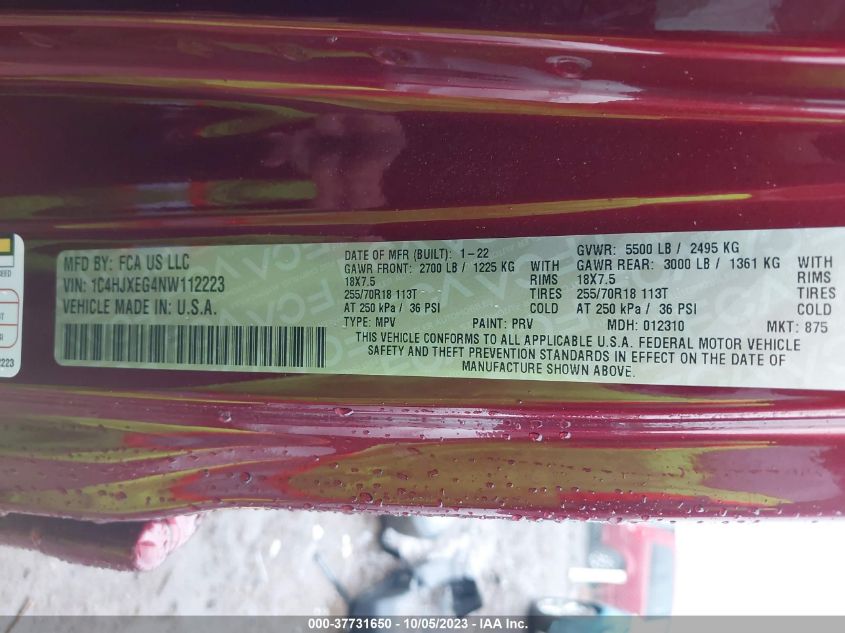 MFD BY: FCA US LLC
VIN: 1C4HJXEG4NW112223
VEHICLE MADE IN: U.S.A.
DATE OF MFR (BUILT): 1-22
GVWR: 5500 LB / 2495 KG
GAWR FRONT: 2700 LB / 1225 KG WITH
GAWR REAR: 3000 LB / 1361 KG WITH
18X7.5 RIMS 18X7.5 RIMS
255/70R18 113T TIRES 255/70R18 113T TIRES
AT 250 kPa / 36 PSI COLD AT 250 kPa / 36 PSI COLD
TYPE: MPV PAINT: PRV MDH: 012310 MKT: 875
THIS VEHICLE CONFORMS TO ALL APPLICABLE U.S.A. FEDERAL MOTOR VEHICLE
SAFETY AND THEFT PREVENTION STANDARDS IN EFFECT ON THE DATE OF
MANUFACTURE SHOWN ABOVE.
000-37731650 - 10/05/2023 - IAA Inc.